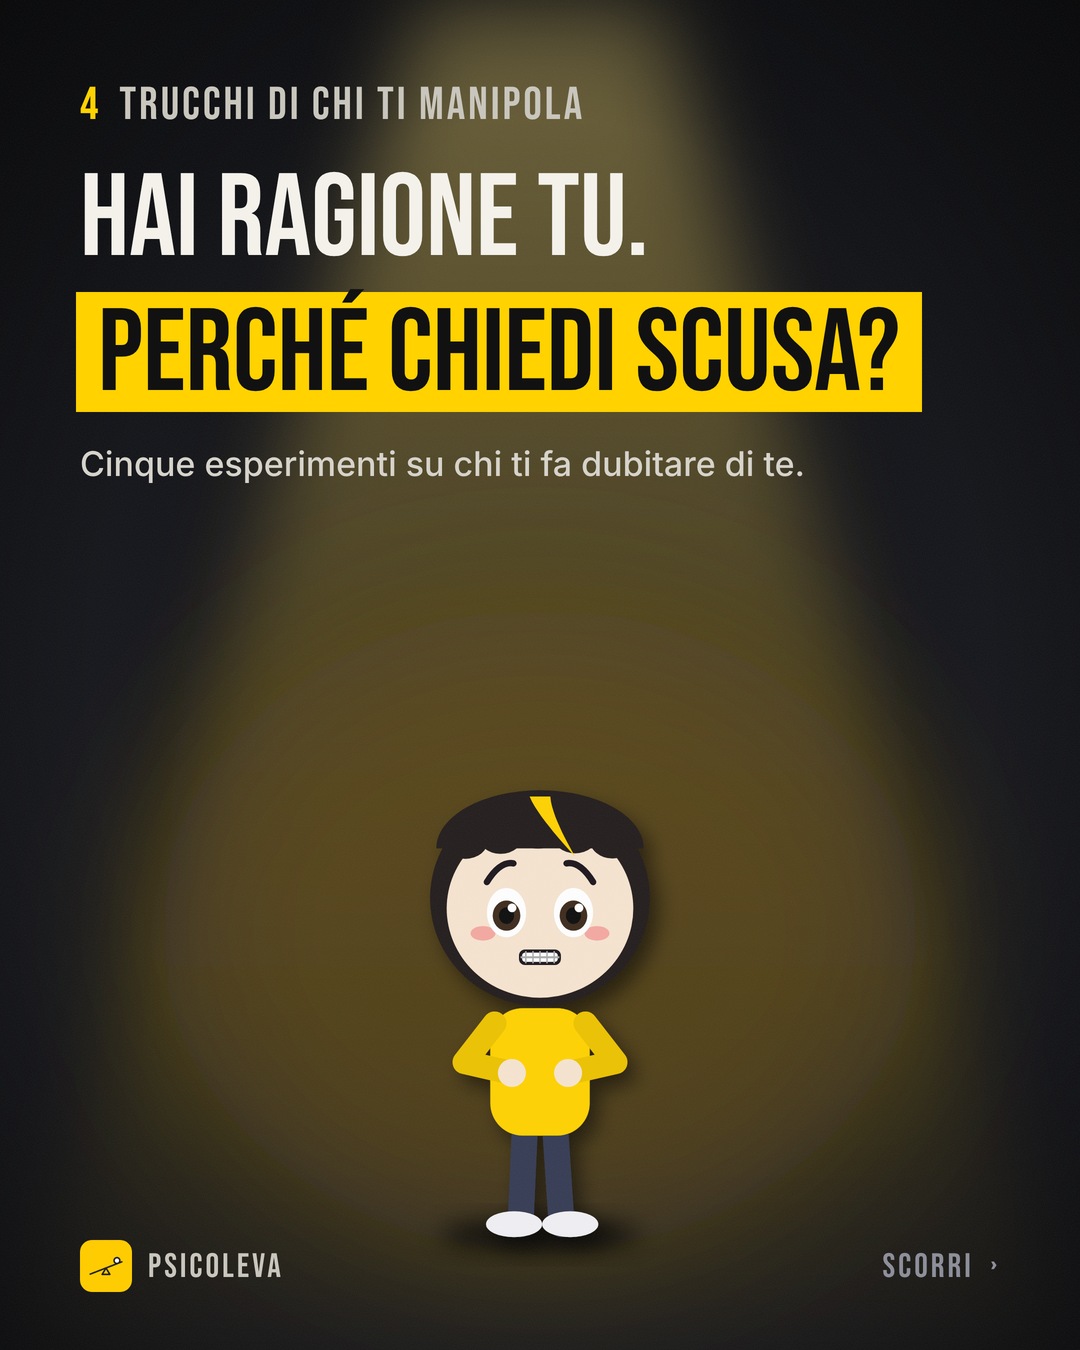 4 TRUCCHI DI CHI TI MANIPOLA
HAI RAGIONE TU.
PERCHÉ CHIEDI SCUSA?
Cinque esperimenti su chi ti fa dubitare di te.
PSICOLEVA
SCORRI ›